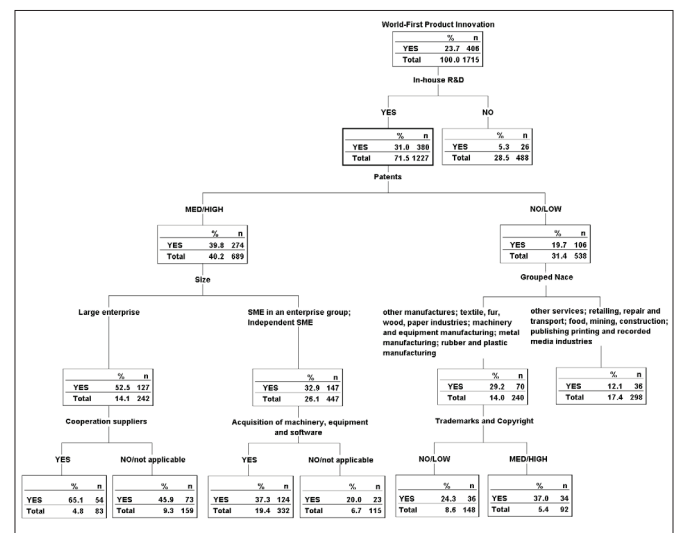 World-First Product Innovation
% n
YES 23.7 406
Total 100.0 1715
In-house R&D
YES NO
% n % n
YES 31.0 380 YES 5.3 26
Total 71.5 1227 Total 28.5 488
Patents
MED/HIGH NO/LOW
% n % n
YES 39.8 274 YES 19.7 106
Total 40.2 689 Total 31.4 538
Size Grouped Nace
Large enterprise
SME in an enterprise group;
Independent SME
other manufactures; textile, fur,
wood, paper industries; machinery
and equipment manufacturing; metal
manufacturing; rubber and plastic
manufacturing
other services; retailing, repair and
transport; food, mining, construction;
publishing printing and recorded
media industries
% n % n % n % n
YES 52.5 127 YES 32.9 147 YES 29.2 70 YES 12.1 36
Total 14.1 242 Total 26.1 447 Total 14.0 240 Total 17.4 298
Cooperation suppliers
Acquisition of machinery, equipment
and software
Trademarks and Copyright
YES NO/not applicable YES NO/not applicable NO/LOW MED/HIGH
% n % n % n % n % n % n
YES 65.1 54 YES 45.9 73 YES 37.3 124 YES 20.0 23 YES 24.3 36 YES 37.0 34
Total 4.8 83 Total 9.3 159 Total 19.4 332 Total 6.7 115 Total 8.6 148 Total 5.4 92